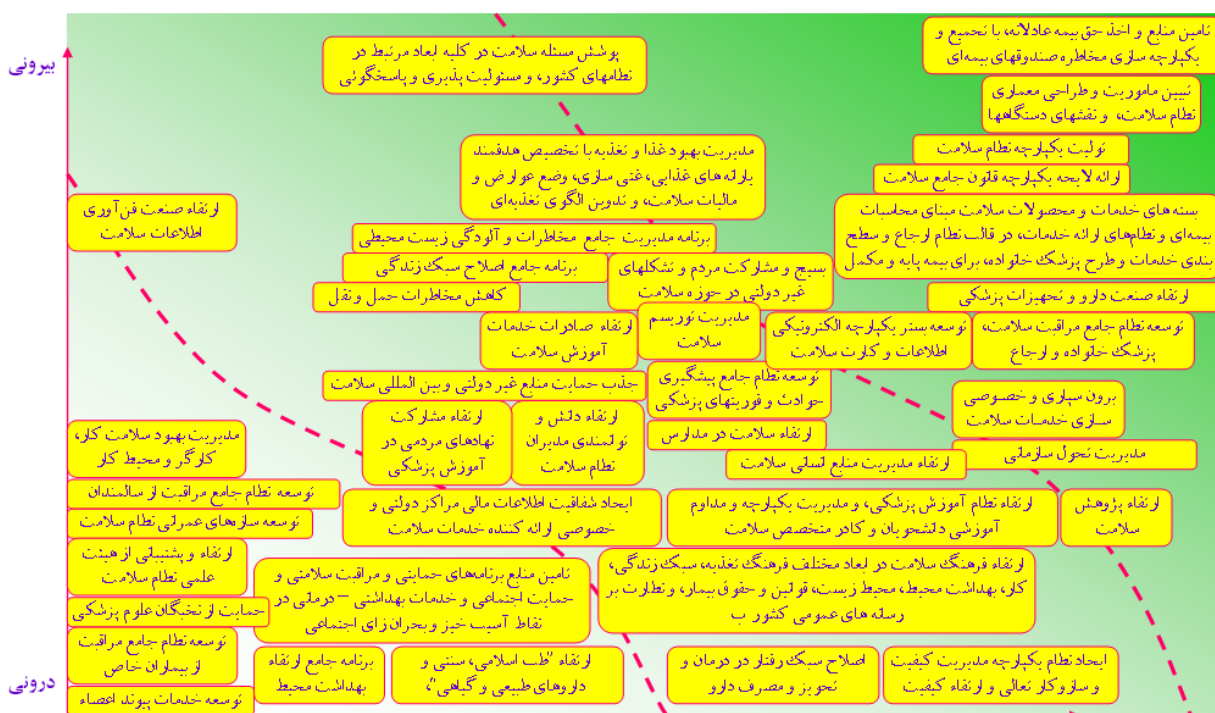 بیرونی
تامین منابع و اخذ حق بیمه عادلانه، با تجمیع و
یکپارچه سازی مخاطره صندوقهای بیمه‌ای
پوشش مسئله سلامت در کلیه ابعاد مرتبط در
نظامهای کشور، و مسئولیت پذیری و پاسخگوئی
تبیین ماموریت و طراحی معماری
نظام سلامت، و نقشهای دستگاهها
تولیت یکپارچه نظام سلامت
ارائه لایحه یکپارچه قانون جامع سلامت
مدیریت بهبود غذا و تغذیه با تخصیص هدفمند
یارانه های غذایی، غنی سازی، وضع عوارض و
مالیات سلامت، و تدوین الگوی تغذیه‌ای
ارتقاء صنعت فن‌آوری
اطلاعات سلامت
بسته های خدمات و محصولات سلامت مبنای محاسبات
بیمه‌ای و نظام‌های ارائه خدمات، در قالب نظام ارجاع و سطح
بندی خدمات و طرح پزشک خانواده، برای بیمه پایه و مکمل
برنامه مدیریت جامع مخاطرات و آلودگی زیست محیطی
بسیج و مشارکت مردم و تشکلهای
غیر دولتی در حوزه سلامت
برنامه جامع اصلاح سبک زندگی
کاهش مخاطرات حمل و نقل
ارتقاء صنعت دارو و تجهیزات پزشکی
توسعه نظام جامع مراقبت سلامت،
پزشک خانواده و ارجاع
توسعه بستر یکپارچه الکترونیکی
اطلاعات و کارت سلامت
مدیریت توریسم
سلامت
ارتقاء صادرات خدمات
آموزش سلامت
توسعه نظام جامع پیشگیری
حوادث و فوریتهای پزشکی
جذب حمایت منابع غیر دولتی و بین المللی سلامت
برون سپاری و خصوصی
سازی خدمات سلامت
ارتقاء دانش و
توانمندی مدیران
نظام سلامت
ارتقاء مشارکت
نهادهای مردمی در
آموزش پزشکی
ارتقاء سلامت در مدارس
مدیریت بهبود سلامت کار،
کارگر و محیط کار
مدیریت تحول سازمانی
ارتقاء مدیریت منابع انسانی سلامت
توسعه نظام جامع مراقبت از سالمندان
ارتقاء پژوهش
سلامت
ارتقاء نظام آموزش پزشکی، و مدیریت یکپارچه و مداوم
آموزشی دانشجویان و کادر متخصص سلامت
ایجاد شفافیت اطلاعات مالی مراکز دولتی و
خصوصی ارائه کننده خدمات سلامت
توسعه سازه‌های عمرانی نظام سلامت
ارتقاء و پشتیبانی از هیئت
علمی نظام سلامت
ارتقاء فرهنگ سلامت در ابعاد مختلف فرهنگ تغذیه، سبک زندگی،
کار، بهداشت محیط، محیط زیست، قوانین و حقوق بیمار، و نظارت بر
رسانه های عمومی کشور ب
تامین منابع برنامه‌های حمایتی و مراقبت سلامتی و
حمایت اجتماعی و خدمات بهداشتی – درمانی در
نقاط آسیب خیز و بحران زای اجتماعی
حمایت از نخبگان علوم پزشکی
توسعه نظام جامع مراقبت
از بیماران خاص
ایجاد نظام یکپارچه مدیریت کیفیت
و سازوکار تعالی و ارتقاء کیفیت
اصلاح سبک رفتار در درمان و
تجویز و مصرف دارو
ارتقاء "طب اسلامی، سنتی و
داروهای طبیعی و گیاهی"،
برنامه جامع ارتقاء
بهداشت محیط
توسعه خدمات پیوند اعضاء
درونی